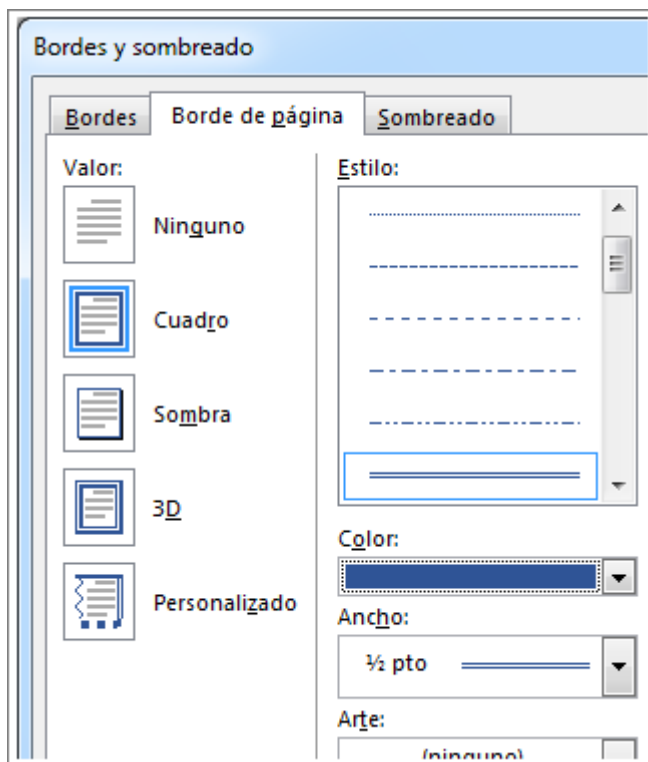 Bordes y sombreado
Bordes
Borde de página
Sombreado
Valor:
Ninguno
Cuadro
Sombra
3D
Personalizado
Estilo:
Color:
Ancho:
½ pto
Arte:
(ninguno)